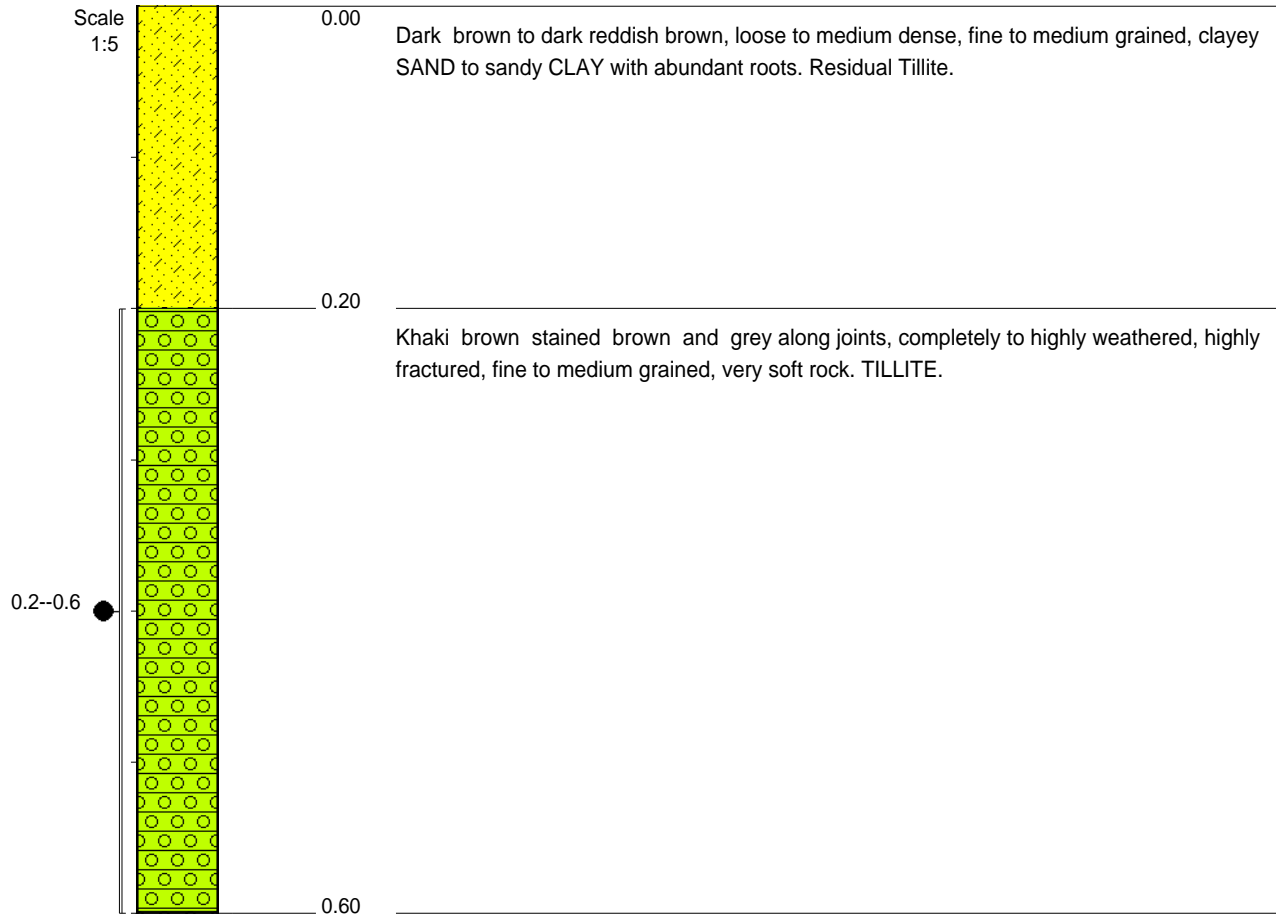 Scale
1:5
0.00
Dark brown to dark reddish brown, loose to medium dense, fine to medium grained, clayey
SAND to sandy CLAY with abundant roots. Residual Tillite.
0.20
Khaki brown stained brown and grey along joints, completely to highly weathered, highly
fractured, fine to medium grained, very soft rock. TILLITE.
0.2--0.6
0.60